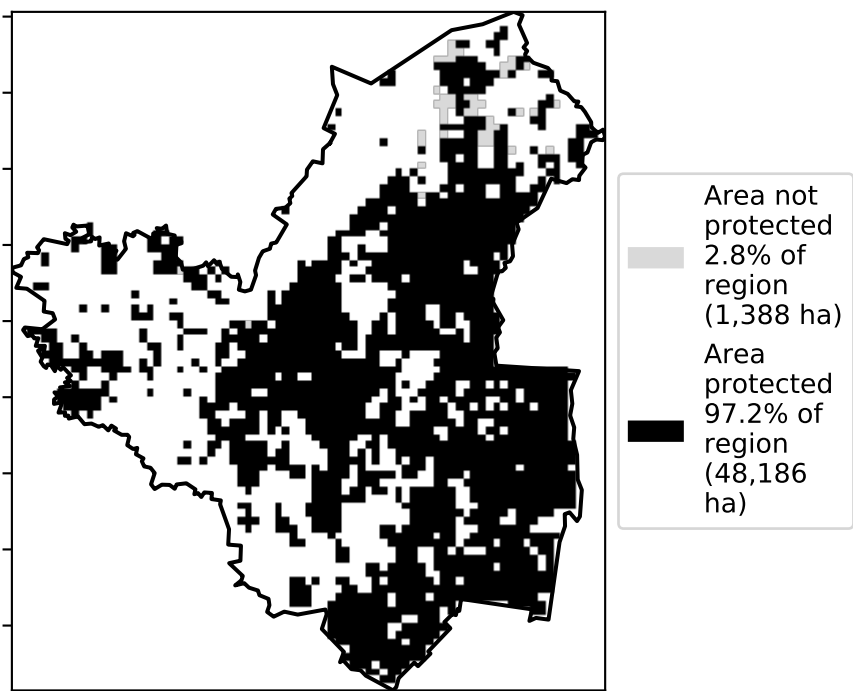 Area not
protected
2.8% of
region
(1,388 ha)
Area
protected
97.2% of
region
(48,186
ha)